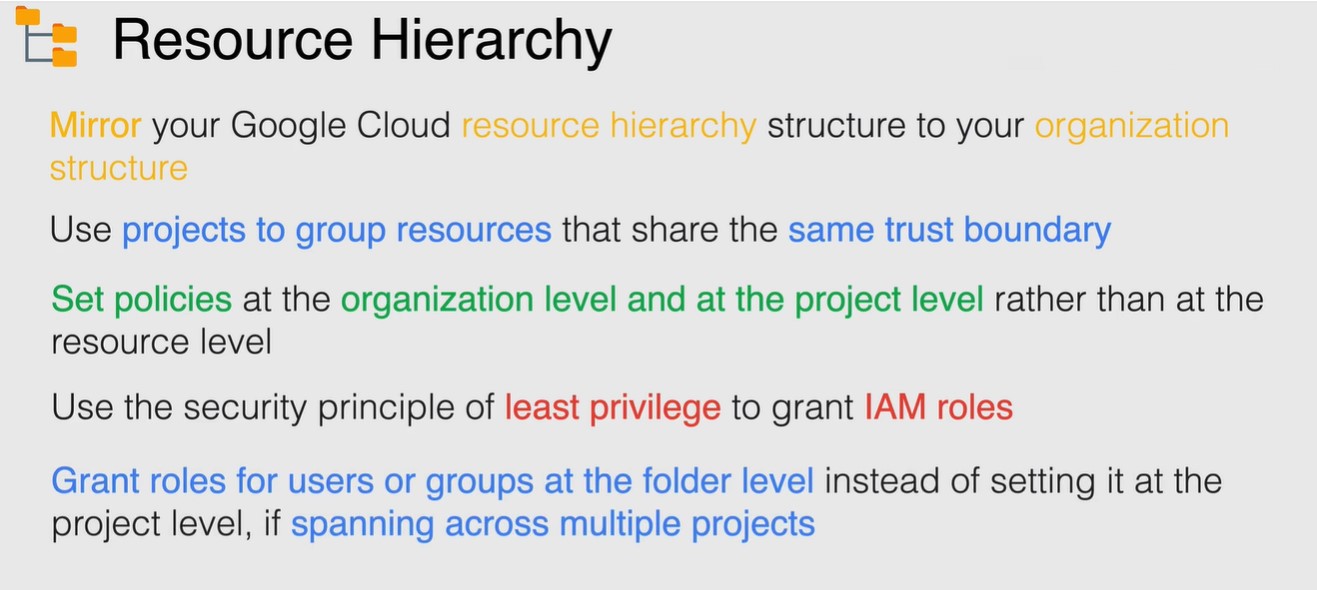 Resource Hierarchy
Mirror your Google Cloud resource hierarchy structure to your organization
structure
Use projects to group resources that share the same trust boundary
Set policies at the organization level and at the project level rather than at the
resource level
Use the security principle of least privilege to grant IAM roles
Grant roles for users or groups at the folder level instead of setting it at the
project level, if spanning across multiple projects